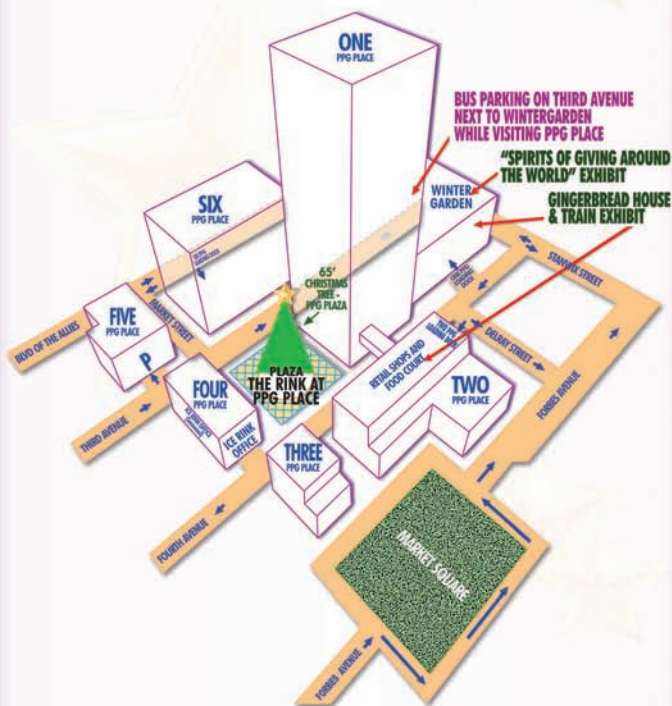 ONE
PPG PLACE
BUS PARKING ON THIRD AVENUE
NEXT TO WINTERGARDEN
WHILE VISITING PPG PLACE
"SPIRITS OF GIVING AROUND
THE WORLD" EXHIBIT
WINTER
GARDEN
GINGERBREAD HOUSE
& TRAIN EXHIBIT
SIX
PPG PLACE
STANWIX STREET
65'
CHRISTMAS
TREE -
PPG PLAZA
FIVE
PPG PLACE
MARKET STREET
BLVD OF THE ALLIES
P
TWO PPG
LOADING DOCK
DELRAY STREET
RETAIL SHOPS AND
FOOD COURT
FORBES AVENUE
PLAZA
THE RINK AT
PPG PLACE
FOUR
PPG PLACE
ICE RINK
OFFICE
TWO
PPG PLACE
THIRD AVENUE
THREE
PPG PLACE
FOURTH AVENUE
MARKET SQUARE
FORBES AVENUE